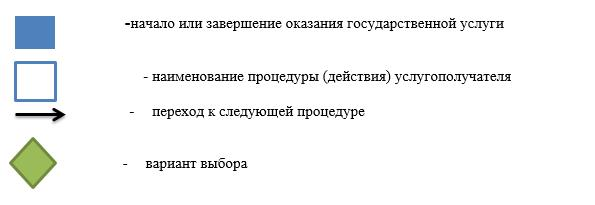 -начало или завершение оказания государственной услуги
- наименование процедуры (действия) услугополучателя
- переход к следующей процедуре
- вариант выбора